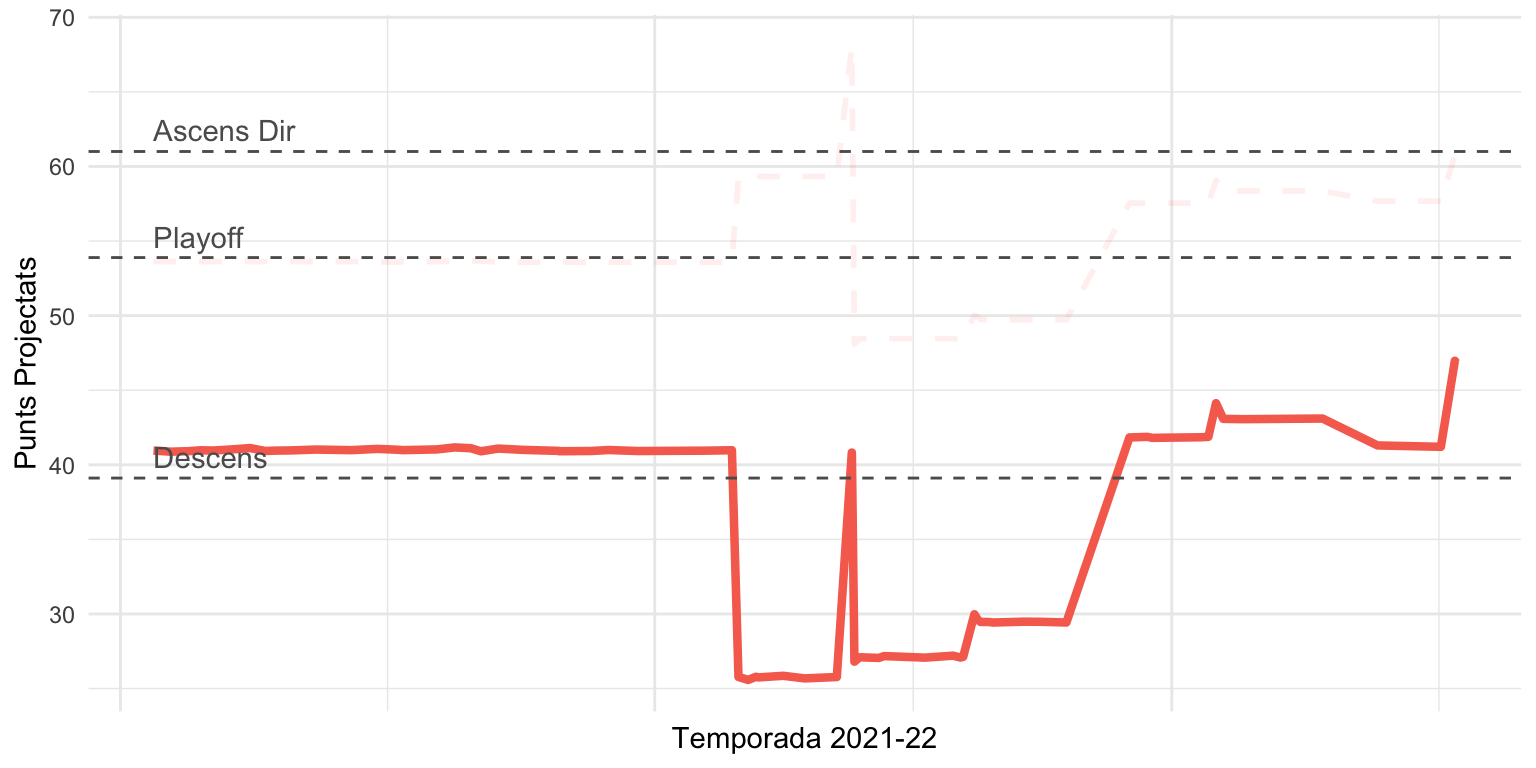 70
Ascens Dir
60
Playoff
50
Punts Projectats
Descens
40
30
Temporada 2021-22